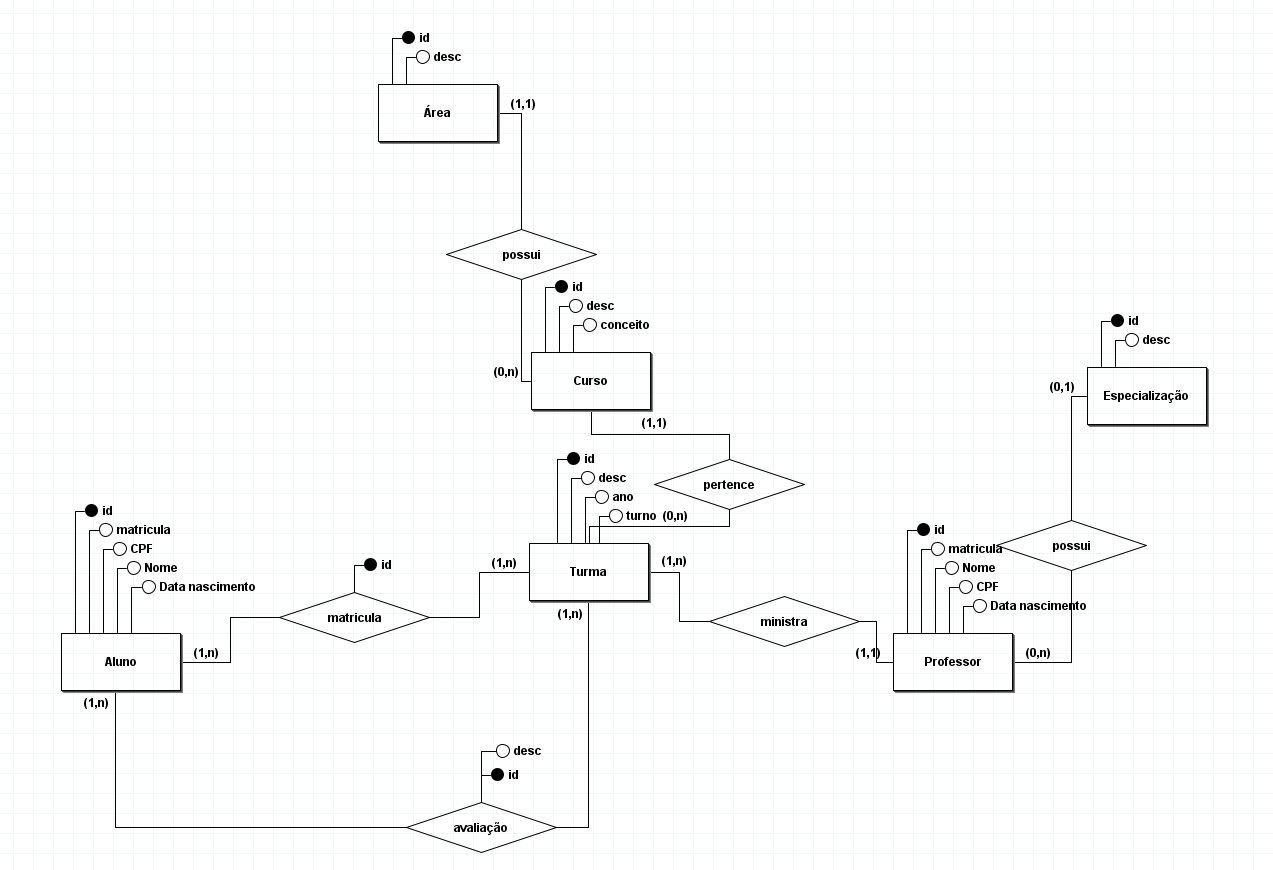 id
desc
Área
(1,1)
possui
id
desc
conceito
(0,n)
Curso
(1,1)
id
desc
Especialização
(0,1)
id
desc
ano
turno (0,n)
pertence
id
matricula
CPF
Nome
Data nascimento
Aluno
(1,n)
(1,n)
id
matricula
(1,n)
Turma
(1,n)
(1,n)
ministra
(1,1)
id
matricula
Nome
CPF
Data nascimento
Professor
(0,n)
possui
desc
id
avaliação